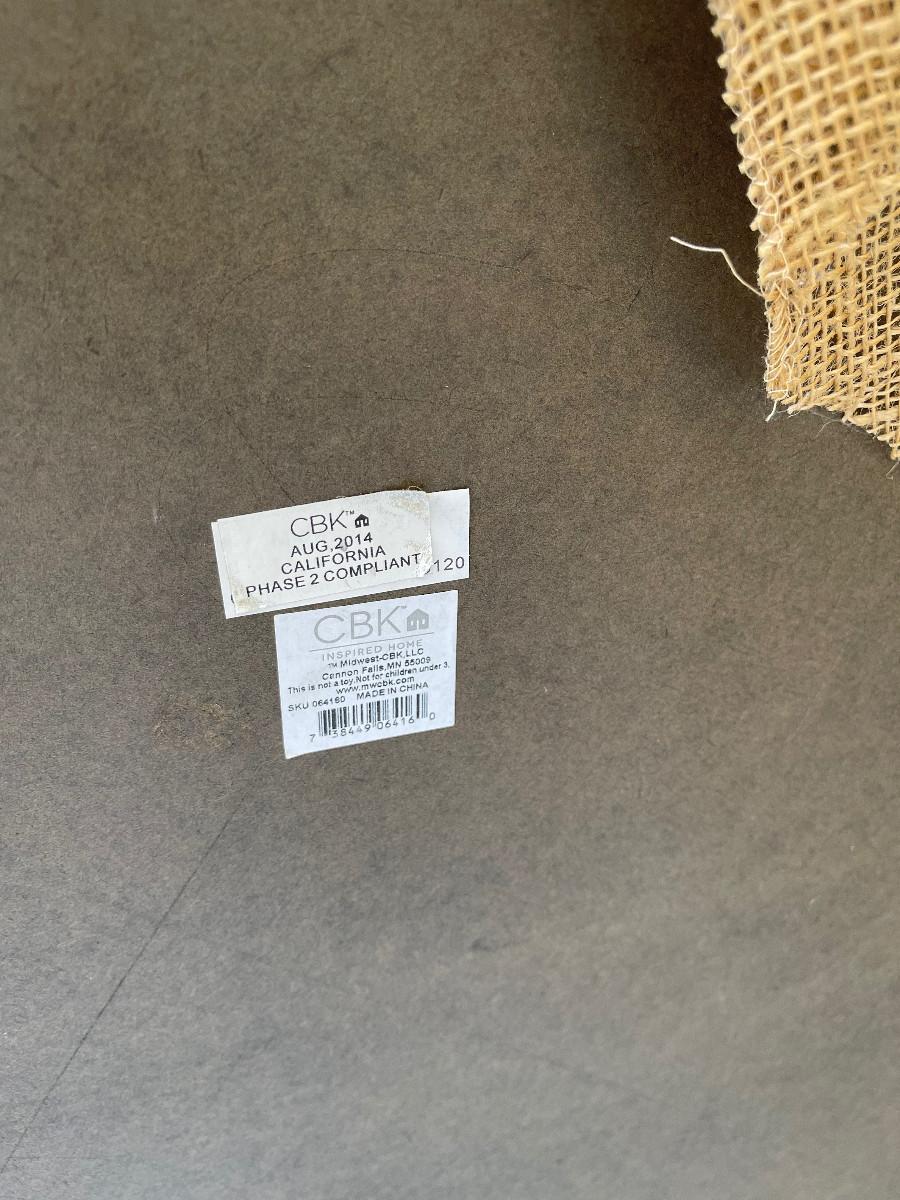 CBK™
AUG,2014
CALIFORNIA
PHASE 2 COMPLIANT
120
CBK™
INSPIRED HOME
™ Midwest-CBK,LLC
Cannon Falls,MN 55009
This is not a toy.Not for children under 3.
www.mwcbk.com
SKU 064160 MADE IN CHINA
7 38449 06416 0